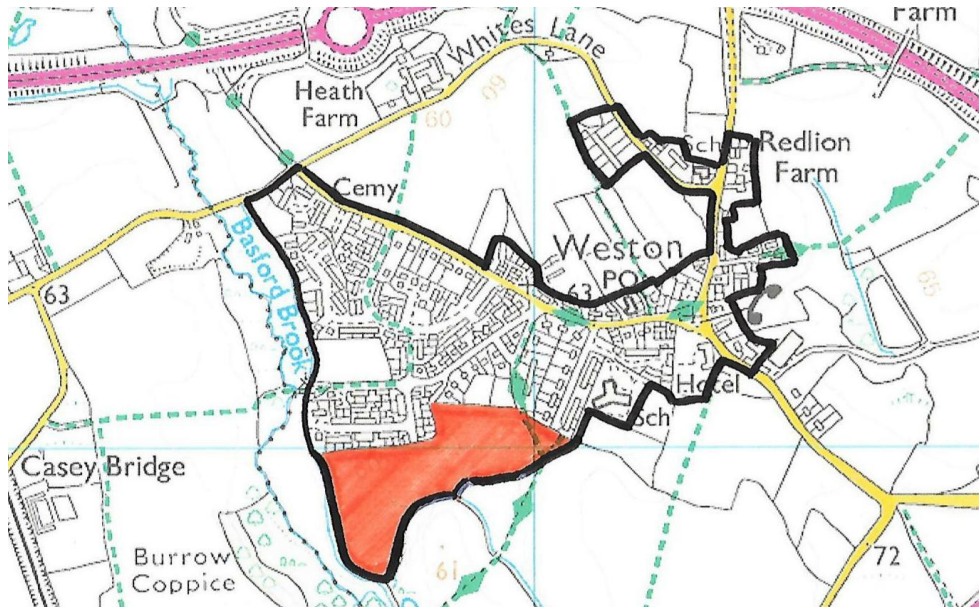 Farm
Whites Lane
Heath
Farm
60
60
Sch
Redlion
Farm
Cemy
Basford Brook
Weston
PO
63
63
65
Hotel
Sch
Casey Bridge
Burrow
Coppice
61
72